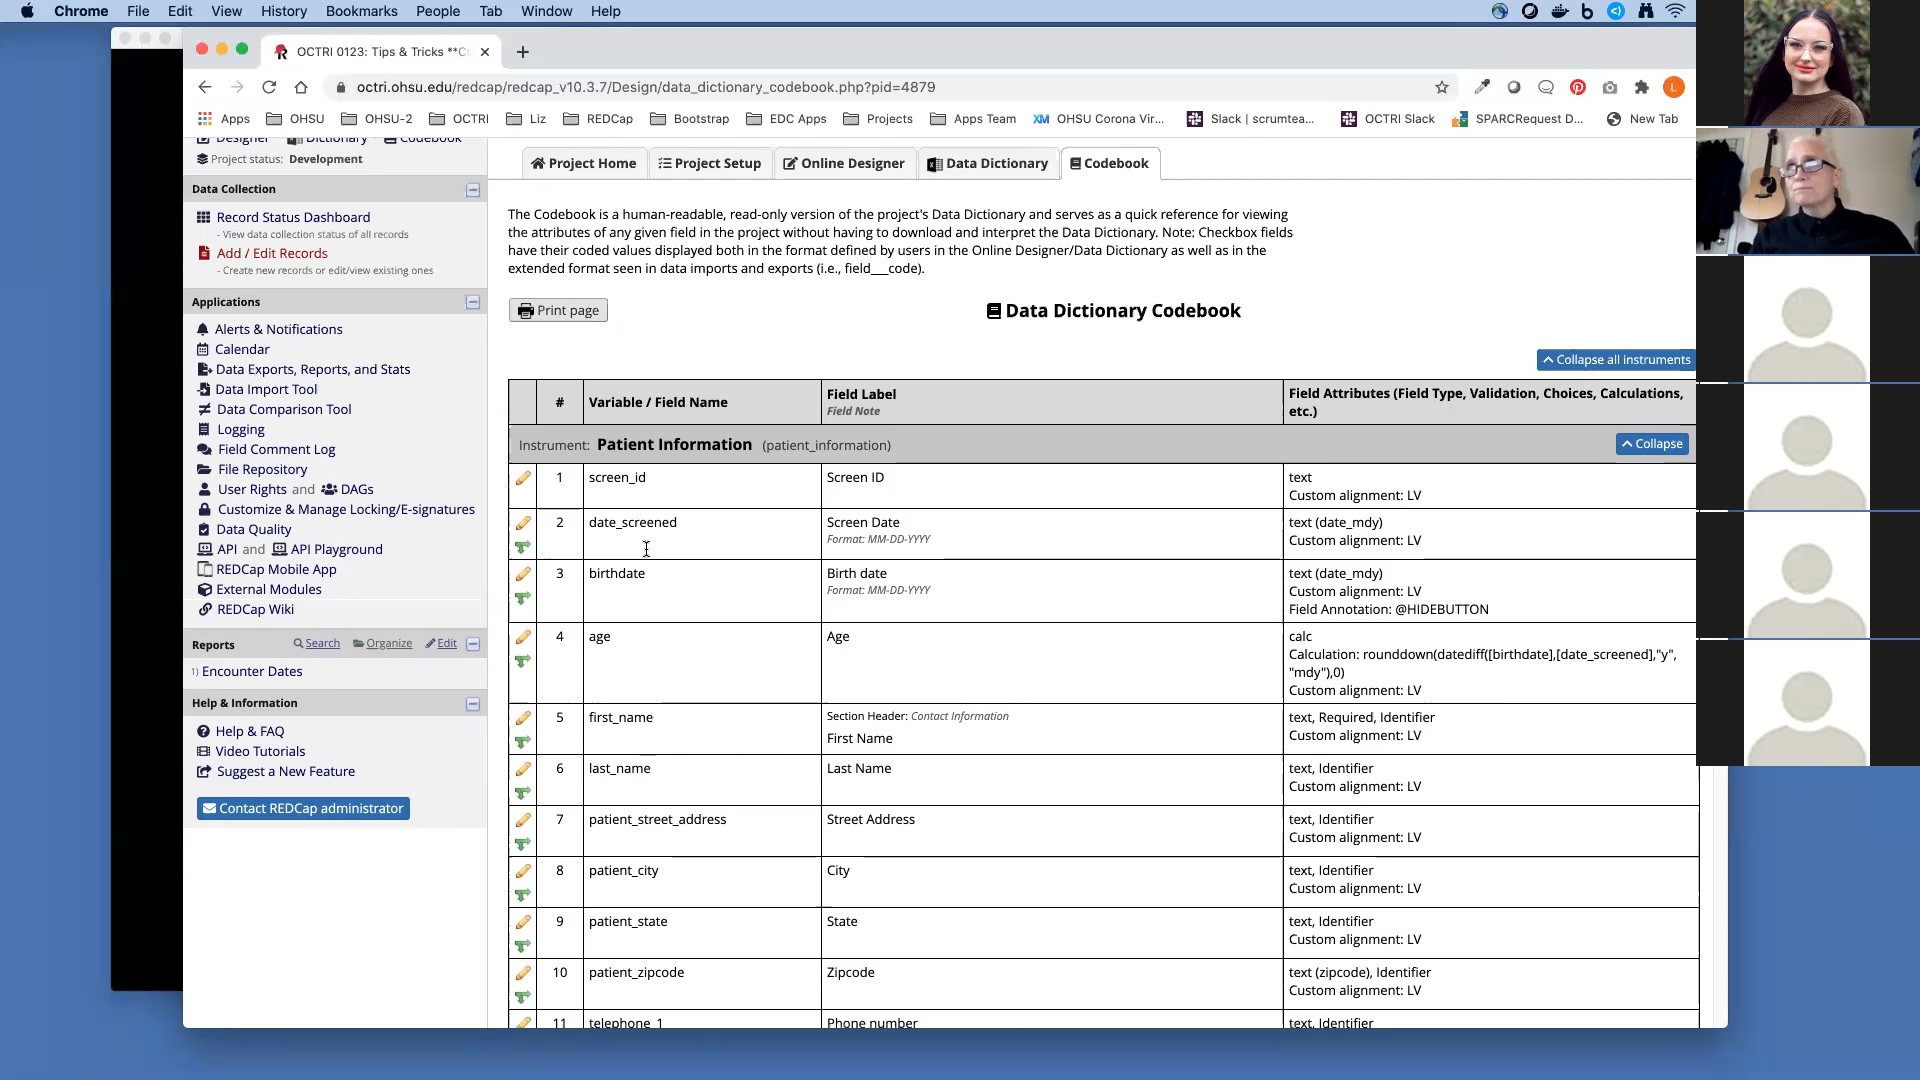 Chrome File Edit View History Bookmarks People Tab Window Help
OCTRI 0123: Tips & Tricks **C
octri.ohsu.edu/redcap/redcap_v10.3.7/Design/data_dictionary_codebook.php?pid=4879
L
Apps OHSU OHSU-2 OCTRI Liz REDCap Bootstrap EDC Apps Projects Apps Team XM OHSU Corona Vir... Slack | scrumtea... OCTRI Slack SPARCRequest D... New Tab
Designer Dictionary Codebook
Project status: Development
Data Collection
Record Status Dashboard
- View data collection status of all records
Add / Edit Records
- Create new records or edit/view existing ones
Applications
Alerts & Notifications
Calendar
Data Exports, Reports, and Stats
Data Import Tool
Data Comparison Tool
Logging
Field Comment Log
File Repository
User Rights and DAGs
Customize & Manage Locking/E-signatures
Data Quality
API and API Playground
REDCap Mobile App
External Modules
REDCap Wiki
Reports Search Organize Edit
1) Encounter Dates
Help & Information
Help & FAQ
Video Tutorials
Suggest a New Feature
Contact REDCap administrator
Project Home Project Setup Online Designer Data Dictionary Codebook
The Codebook is a human-readable, read-only version of the project's Data Dictionary and serves as a quick reference for viewing
the attributes of any given field in the project without having to download and interpret the Data Dictionary. Note: Checkbox fields
have their coded values displayed both in the format defined by users in the Online Designer/Data Dictionary as well as in the
extended format seen in data imports and exports (i.e., field___code).
Print page
Data Dictionary Codebook
Collapse all instruments
# Variable / Field Name Field Label Field Attributes (Field Type, Validation, Choices, Calculations,
Field Note etc.)
Instrument: Patient Information (patient_information) Collapse
1 screen_id Screen ID text
Custom alignment: LV
2 date_screened Screen Date text (date_mdy)
Format: MM-DD-YYYY Custom alignment: LV
3 birthdate Birth date text (date_mdy)
Format: MM-DD-YYYY Custom alignment: LV
Field Annotation: @HIDEBUTTON
4 age Age calc
Calculation: rounddown(datediff([birthdate],[date_screened],"y",
"mdy"),0)
Custom alignment: LV
5 first_name Section Header: Contact Information text, Required, Identifier
First Name Custom alignment: LV
6 last_name Last Name text, Identifier
Custom alignment: LV
7 patient_street_address Street Address text, Identifier
Custom alignment: LV
8 patient_city City text, Identifier
Custom alignment: LV
9 patient_state State text, Identifier
Custom alignment: LV
10 patient_zipcode Zipcode text (zipcode), Identifier
Custom alignment: LV
11 telephone_1 Phone number text, Identifier